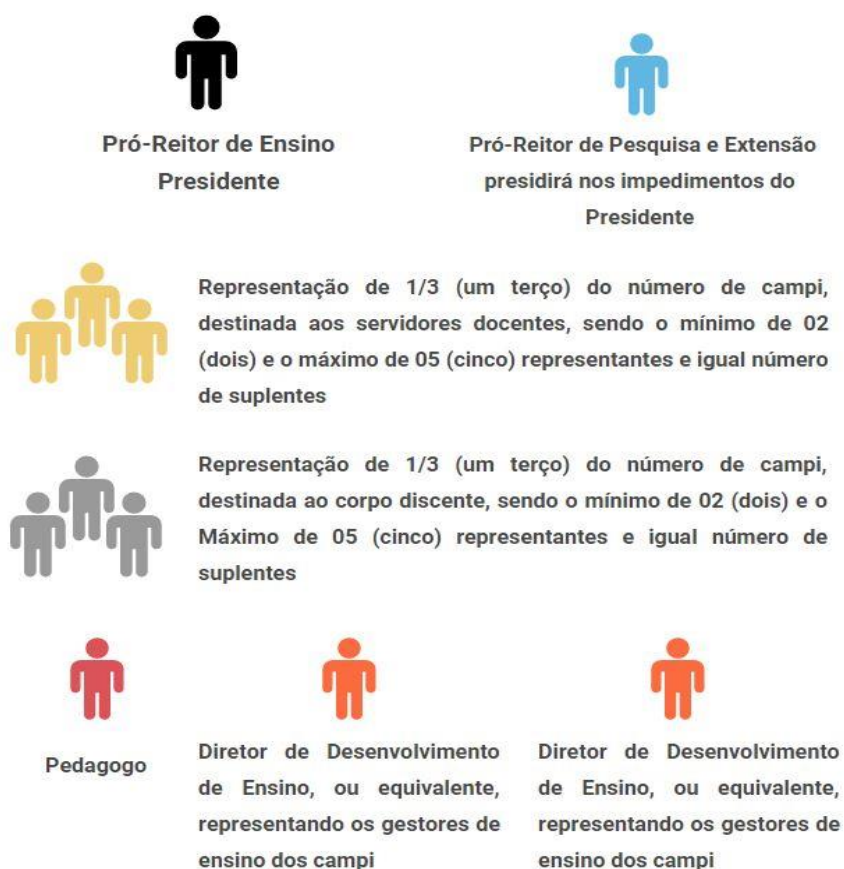 Pró-Reitor de Ensino
Presidente
Pró-Reitor de Pesquisa e Extensão
presidirá nos impedimentos do
Presidente
Representação de 1/3 (um terço) do número de campi,
destinada aos servidores docentes, sendo o mínimo de 02
(dois) e o máximo de 05 (cinco) representantes e igual número
de suplentes
Representação de 1/3 (um terço) do número de campi,
destinada ao corpo discente, sendo o mínimo de 02 (dois) e o
Máximo de 05 (cinco) representantes e igual número de
suplentes
Pedagogo
Diretor de Desenvolvimento
de Ensino, ou equivalente,
representando os gestores de
ensino dos campi
Diretor de Desenvolvimento
de Ensino, ou equivalente,
representando os gestores de
ensino dos campi